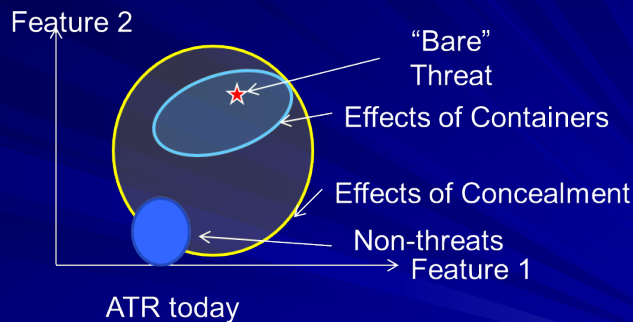 Feature 2
“Bare”
Threat
Effects of Containers
Effects of Concealment
Non-threats
Feature 1
ATR today